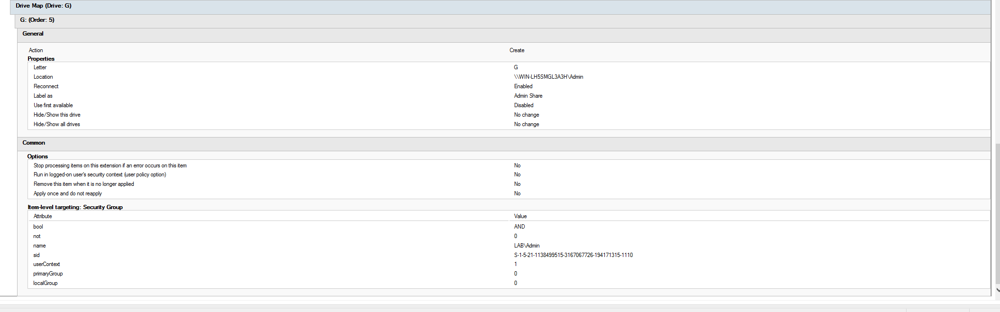 Drive Map (Drive: G)
G: (Order: 5)
General
Action Create
Properties
Letter G
Location \\WIN-LH5SMGL3A3H\Admin
Reconnect Enabled
Label as Admin Share
Use first available Disabled
Hide/Show this drive No change
Hide/Show all drives No change
Common
Options
Stop processing items on this extension if an error occurs on this item No
Run in logged-on user's security context (user policy option) No
Remove this item when it is no longer applied No
Apply once and do not reapply No
Item-level targeting: Security Group
Attribute Value
bool AND
not 0
name LAB\Admin
sid S-1-5-21-1138499515-3167067726-194171315-1110
userContext 1
primaryGroup 0
localGroup 0